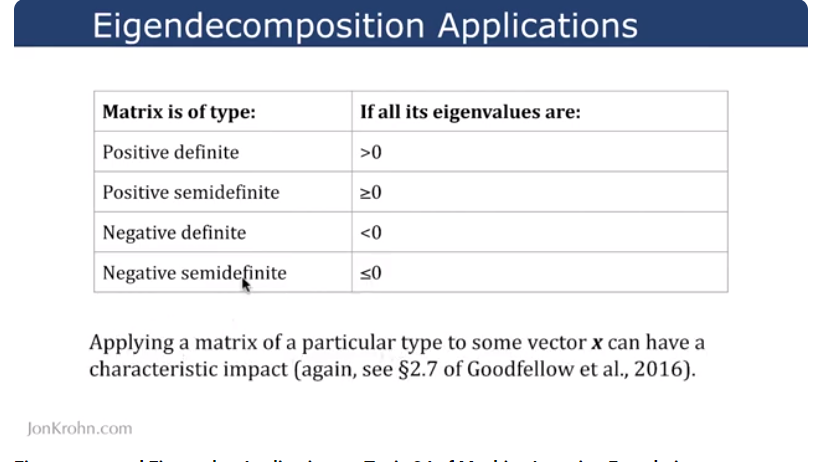 Eigendecomposition Applications
Matrix is of type: If all its eigenvalues are:
Positive definite >0
Positive semidefinite ≥0
Negative definite <0
Negative semidefinite ≤0
Applying a matrix of a particular type to some vector x can have a
characteristic impact (again, see §2.7 of Goodfellow et al., 2016).
JonKrohn.com